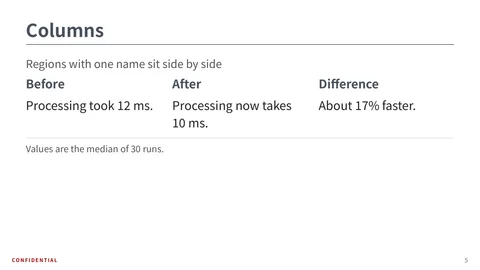 Columns
Regions with one name sit side by side
Before
Processing took 12 ms.
After
Processing now takes
10 ms.
Difference
About 17% faster.
Values are the median of 30 runs.
CONFIDENTIAL
5